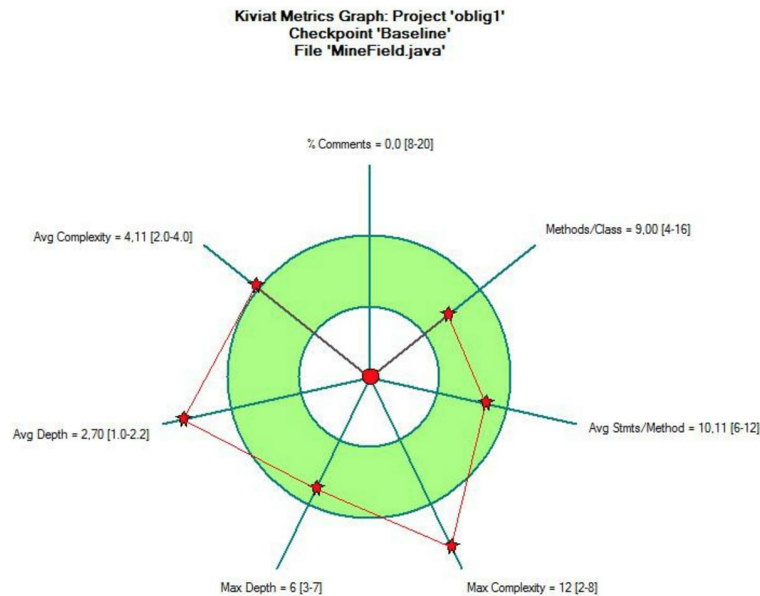 Kiviat Metrics Graph: Project 'oblig1'
Checkpoint 'Baseline'
File 'MineField.java'
% Comments = 0,0 [8-20]
Avg Complexity = 4,11 [2.0-4.0]
Methods/Class = 9,00 [4-16]
Avg Depth = 2,70 [1.0-2.2]
Avg Stmts/Method = 10,11 [6-12]
Max Depth = 6 [3-7]
Max Complexity = 12 [2-8]